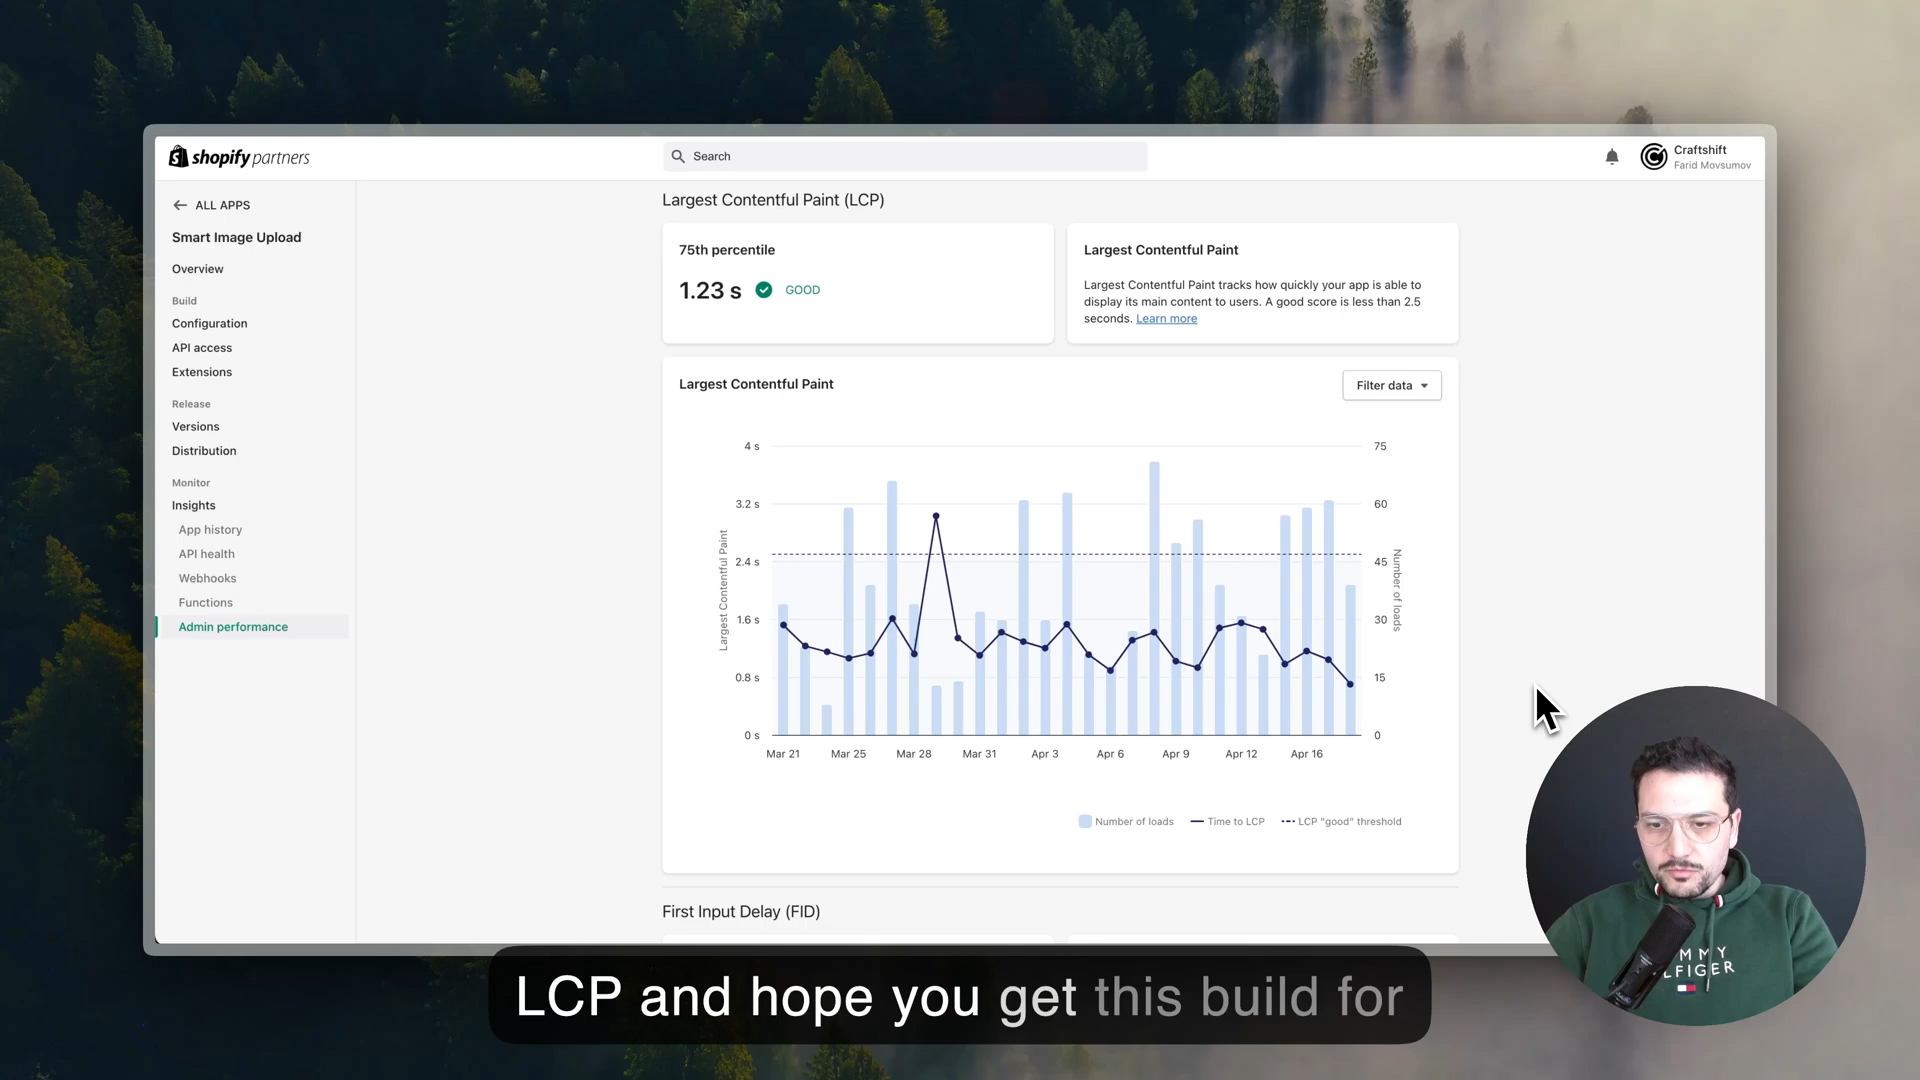 shopify partners
Search
Craftshift
Farid Movsumov
ALL APPS
Smart Image Upload
Overview
Build
Configuration
API access
Extensions
Release
Versions
Distribution
Monitor
Insights
App history
API health
Webhooks
Functions
Admin performance
Largest Contentful Paint (LCP)
75th percentile
1.23 s
GOOD
Largest Contentful Paint
Largest Contentful Paint tracks how quickly your app is able to
display its main content to users. A good score is less than 2.5
seconds. Learn more
Largest Contentful Paint
Filter data
Largest Contentful Paint
4 s
3.2 s
2.4 s
1.6 s
0.8 s
0 s
75
60
45
30
15
0
Number of loads
Mar 21 Mar 25 Mar 28 Mar 31 Apr 3 Apr 6 Apr 9 Apr 12 Apr 16
Number of loads Time to LCP LCP "good" threshold
First Input Delay (FID)
MMY
LFIGER
LCP and hope you get this build for